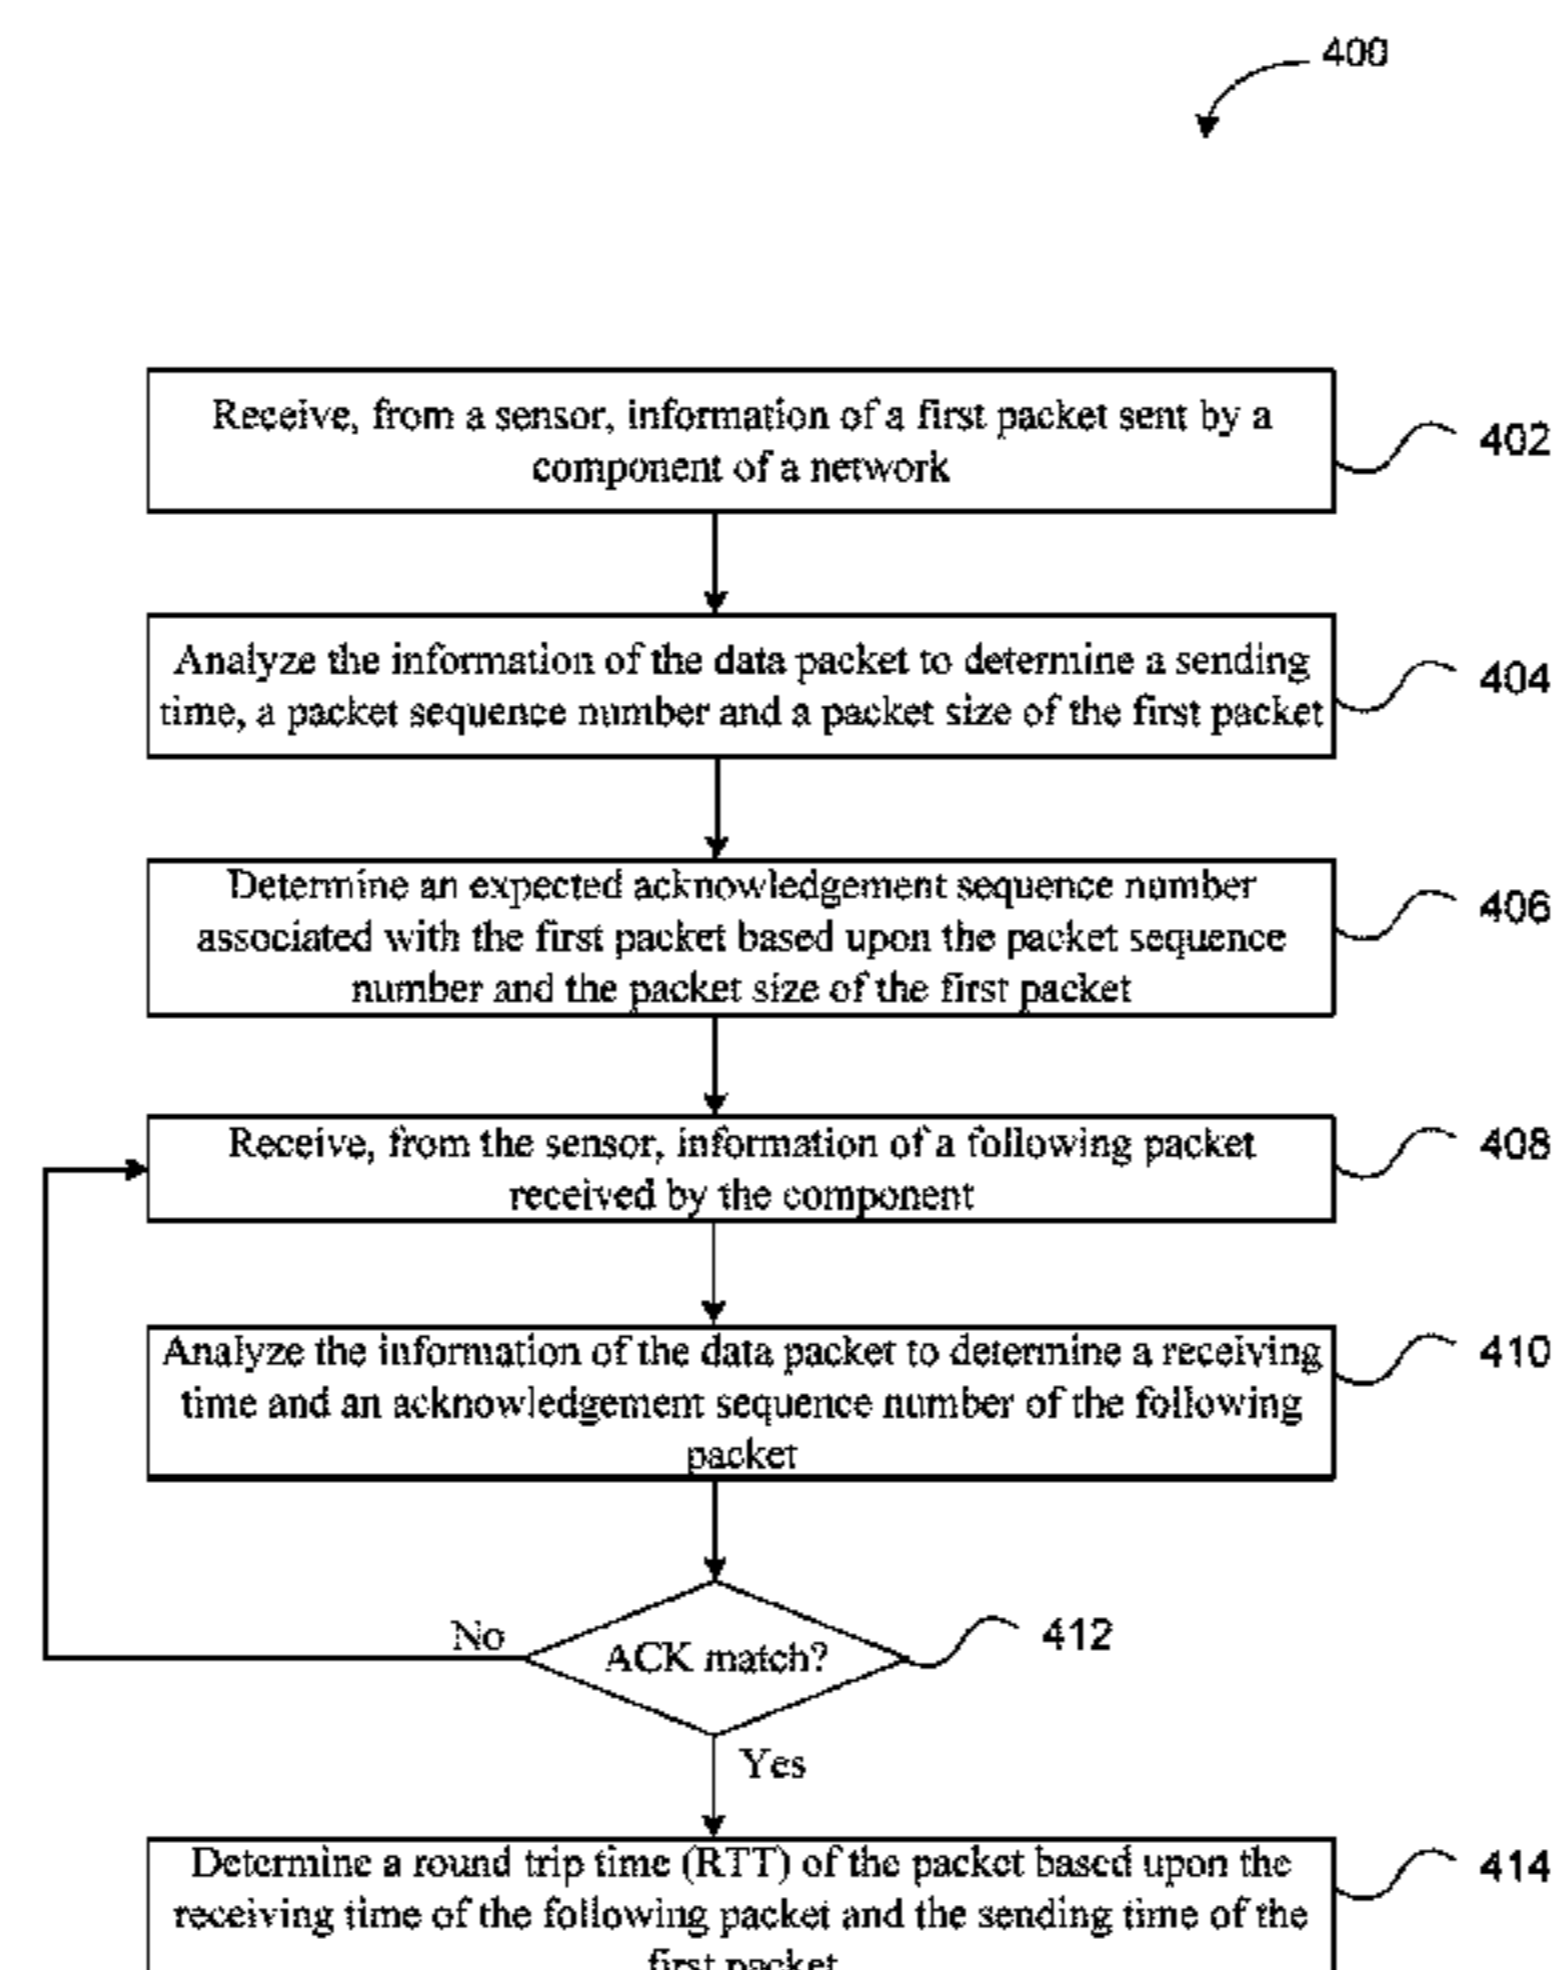 400
Receive, from a sensor, information of a first packet sent by a
component of a network
402
Analyze the information of the data packet to determine a sending
time, a packet sequence number and a packet size of the first packet
404
Determine an expected acknowledgement sequence number
associated with the first packet based upon the packet sequence
number and the packet size of the first packet
406
Receive, from the sensor, information of a following packet
received by the component
408
Analyze the information of the data packet to determine a receiving
time and an acknowledgement sequence number of the following
packet
410
No
ACK match?
412
Yes
Determine a round trip time (RTT) of the packet based upon the
receiving time of the following packet and the sending time of the
first packet
414